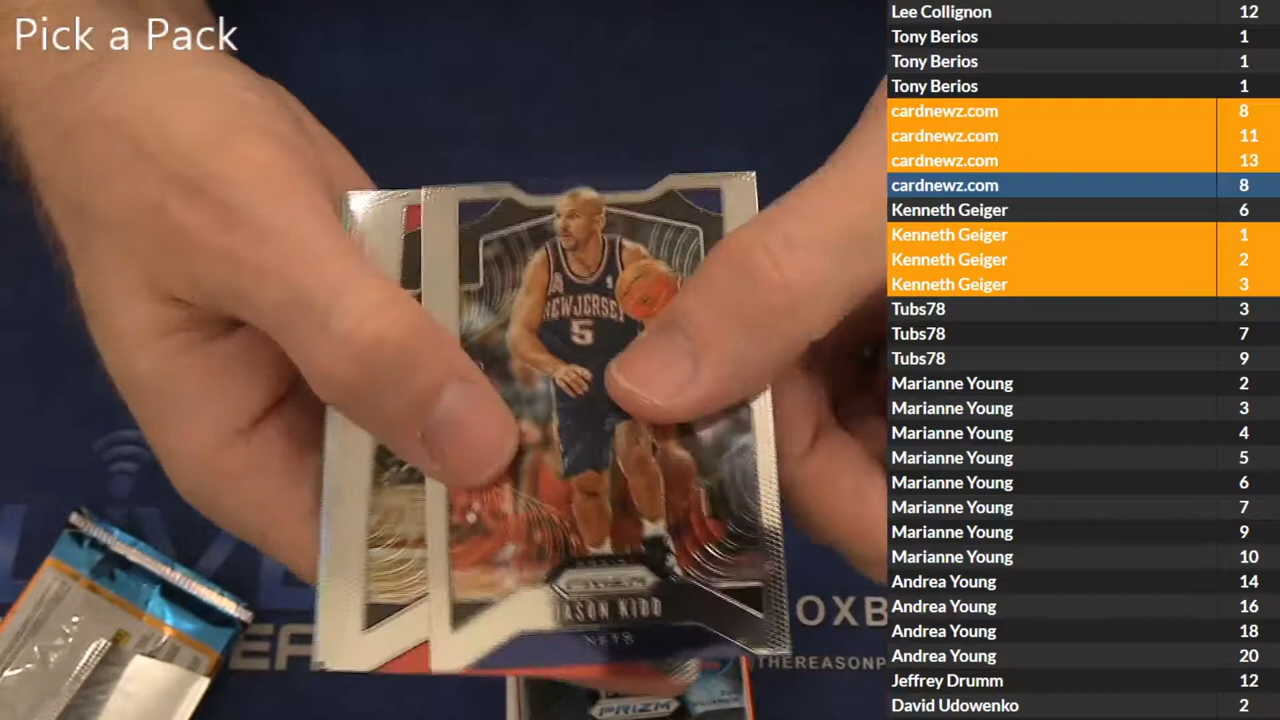 Pick a Pack
NEW JERSEY
5
PRIZM
JASON KIDD
NETS
PRIZM
OXB
THEREASONP
Lee Collignon 12
Tony Berios 1
Tony Berios 1
Tony Berios 1
cardnewz.com 8
cardnewz.com 11
cardnewz.com 13
cardnewz.com 8
Kenneth Geiger 6
Kenneth Geiger 1
Kenneth Geiger 2
Kenneth Geiger 3
Tubs78 3
Tubs78 7
Tubs78 9
Marianne Young 2
Marianne Young 3
Marianne Young 4
Marianne Young 5
Marianne Young 6
Marianne Young 7
Marianne Young 9
Marianne Young 10
Andrea Young 14
Andrea Young 16
Andrea Young 18
Andrea Young 20
Jeffrey Drumm 12
David Udowenko 2